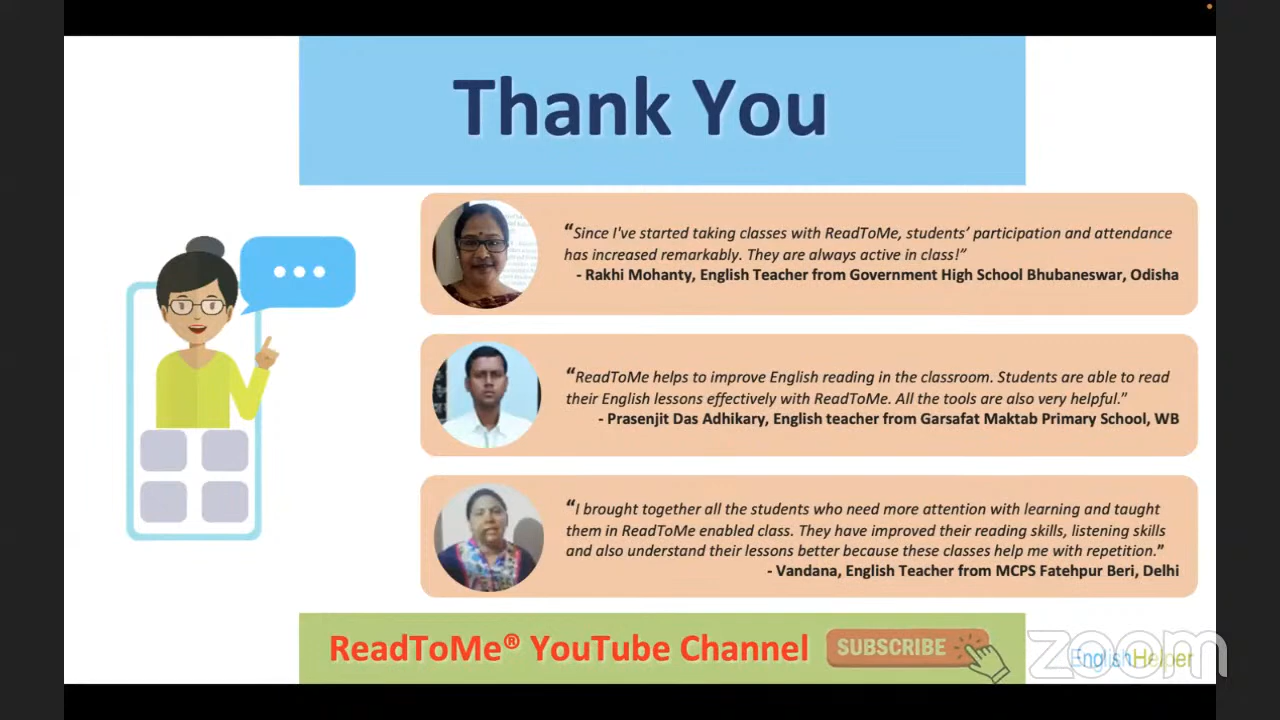 Thank You
“Since I've started taking classes with ReadToMe, students’ participation and attendance
has increased remarkably. They are always active in class!”
- Rakhi Mohanty, English Teacher from Government High School Bhubaneswar, Odisha
“ReadToMe helps to improve English reading in the classroom. Students are able to read
their English lessons effectively with ReadToMe. All the tools are also very helpful.”
- Prasenjit Das Adhikary, English teacher from Garsafat Maktab Primary School, WB
“I brought together all the students who need more attention with learning and taught
them in ReadToMe enabled class. They have improved their reading skills, listening skills
and also understand their lessons better because these classes help me with repetition.”
- Vandana, English Teacher from MCPS Fatehpur Beri, Delhi
ReadToMe® YouTube Channel
SUBSCRIBE
zoom
EnglishHelper